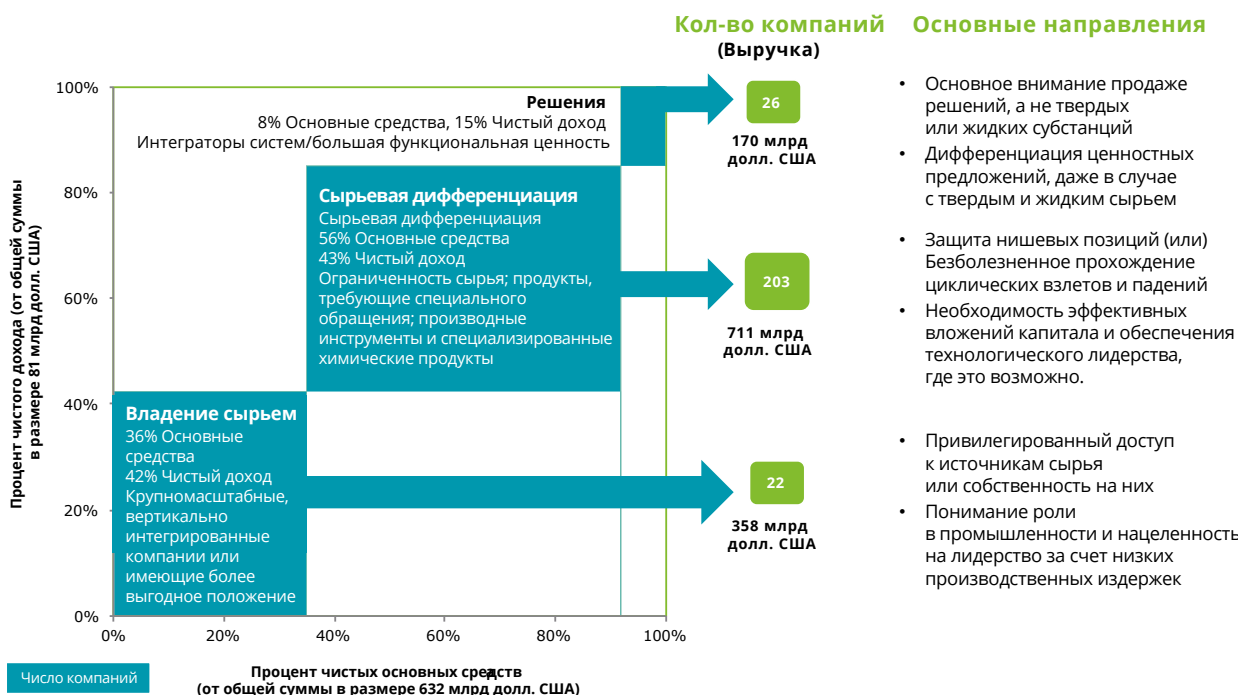 Кол-во компаний
(Выручка)
Основные направления
Процент чистого дохода (от общей суммы
в размере 81 млрд долл. США)
100%
80%
60%
40%
20%
0%
Решения
8% Основные средства, 15% Чистый доход
Интеграторы систем/большая функциональная ценность
Сырьевая дифференциация
Сырьевая дифференциация
56% Основные средства
43% Чистый доход
Ограниченность сырья; продукты,
требующие специального
обращения; производные
инструменты и специализированные
химические продукты
Владение сырьем
36% Основные
средства
42% Чистый доход
Крупномасштабные,
вертикально
интегрированные
компании или
имеющие более
выгодное положение
0%
20%
40%
60%
80%
100%
Процент чистых основных средств
(от общей суммы в размере 632 млрд долл. США)
Число компаний
26
170 млрд
долл. США
203
711 млрд
долл. США
22
358 млрд
долл. США
• Основное внимание продаже
решений, а не твердых
или жидких субстанций
• Дифференциация ценностных
предложений, даже в случае
с твердым и жидким сырьем
• Защита нишевых позиций (или)
Безболезненное прохождение
циклических взлетов и падений
• Необходимость эффективных
вложений капитала и обеспечения
технологического лидерства,
где это возможно.
• Привилегированный доступ
к источникам сырья
или собственность на них
• Понимание роли
в промышленности и нацеленность
на лидерство за счет низких
производственных издержек